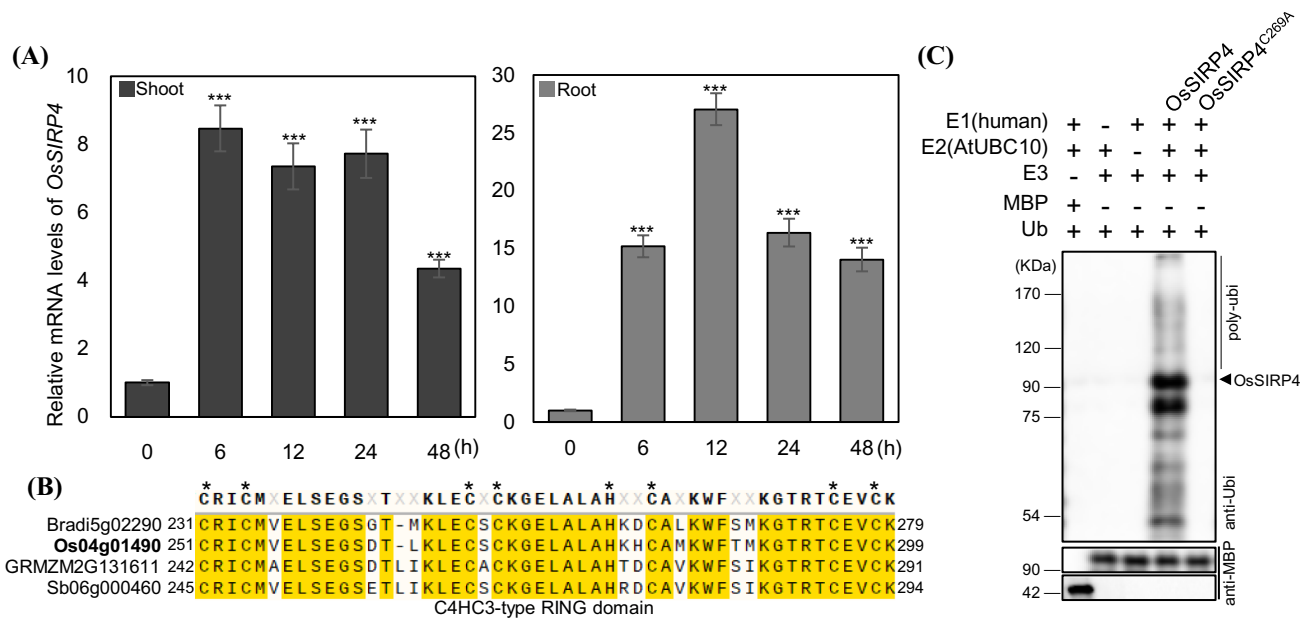 (A)
Relative mRNA levels of OsSIRP4
Shoot
10
8
6
4
2
0
0 6 12 24 48 (h)
***
***
***
***
Root
30
25
20
15
10
5
0
0 6 12 24 48 (h)
***
***
***
***
(B)
* * * * * * * *
CRICMXELSEGSXTXXKLECXCKGELALAHXXCAXKWFXXKGTRTCEVCK
Bradi5g02290 231 CRICMVELSEGSGT-MKLECSCKGELALAHKDCALKWFSMKGTRTCEVCK 279
Os04g01490 251 CRICMVELSEGSDT-LKLECSCKGELALAHKHCAMKWFTMKGTRTCEVCK 299
GRMZM2G131611 242 CRICMAELSEGSDTLIKLECACKGELALAHTDCAVKWFSIKGTRTCEVCK 291
Sb06g000460 245 CRICMVELSEGSETLIKLECACKGELALAHRDCAVKWFSIKGTRTCEVCK 294
C4HC3-type RING domain
(C)
OsSIRP4
OsSIRP4C269A
E1(human) + - + + +
E2(AtUBC10) + + - + +
E3 - + + + +
MBP + - - - -
Ub + + + + +
(KDa)
170
120
90
75
54
90
42
poly-ubi
OsSIRP4
anti-Ubi
anti-MBP